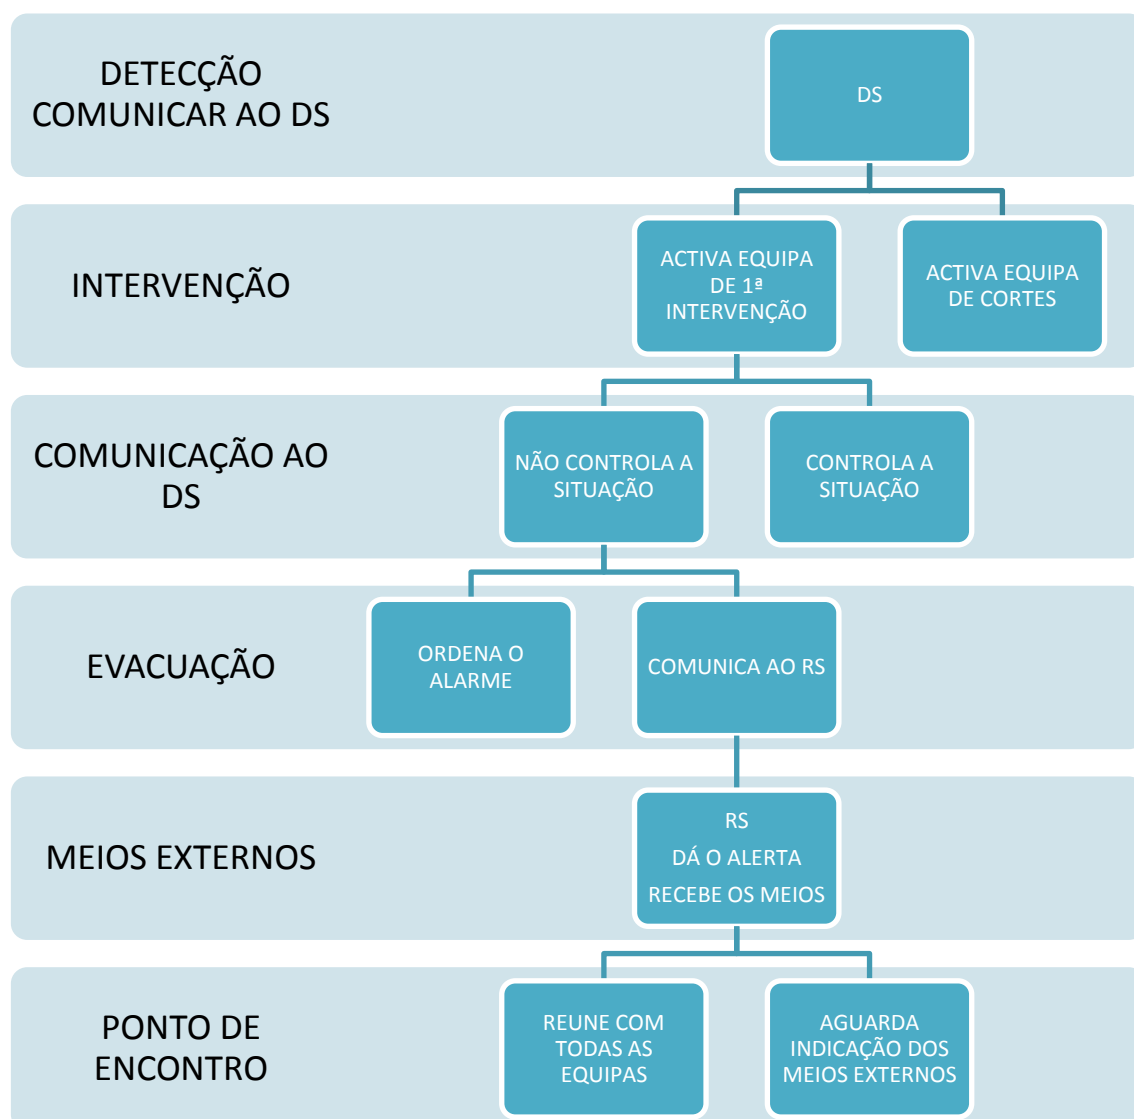 DETECÇÃO
COMUNICAR AO DS
DS
INTERVENÇÃO
ACTIVA EQUIPA
DE 1ª
INTERVENÇÃO
ACTIVA EQUIPA
DE CORTES
COMUNICAÇÃO AO
DS
NÃO CONTROLA A
SITUAÇÃO
CONTROLA A
SITUAÇÃO
EVACUAÇÃO
ORDENA O
ALARME
COMUNICA AO RS
MEIOS EXTERNOS
RS
DÁ O ALERTA
RECEBE OS MEIOS
PONTO DE
ENCONTRO
REUNE COM
TODAS AS
EQUIPAS
AGUARDA
INDICAÇÃO DOS
MEIOS EXTERNOS